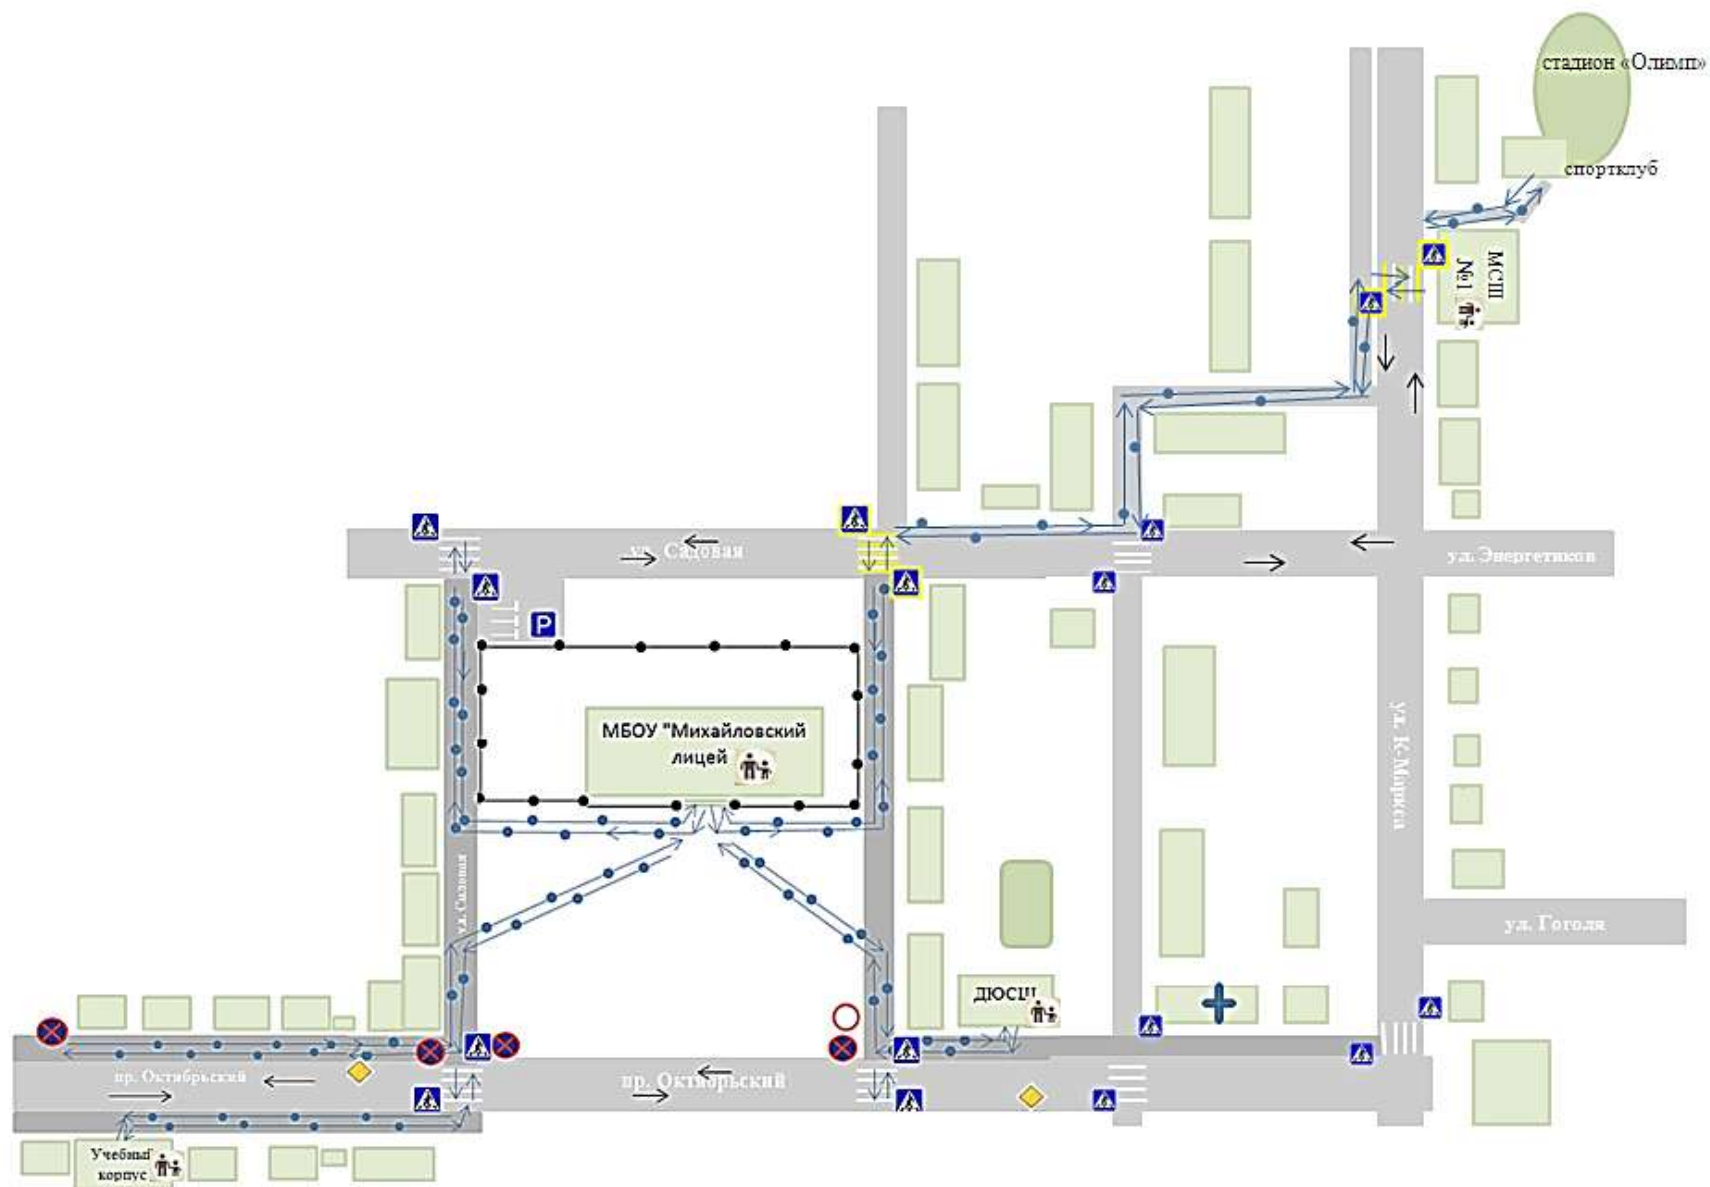 стадион «Олимп»
спортклуб
МСШ
№1
ул. Садовая
ул. Энергетиков
P
МБОУ "Михайловский
лицей
ул. К-Маркса
ул. Садовая
ул. Гоголя
ДЮСШ
пр. Октябрьский
пр. Октябрьский
Учебный
корпус